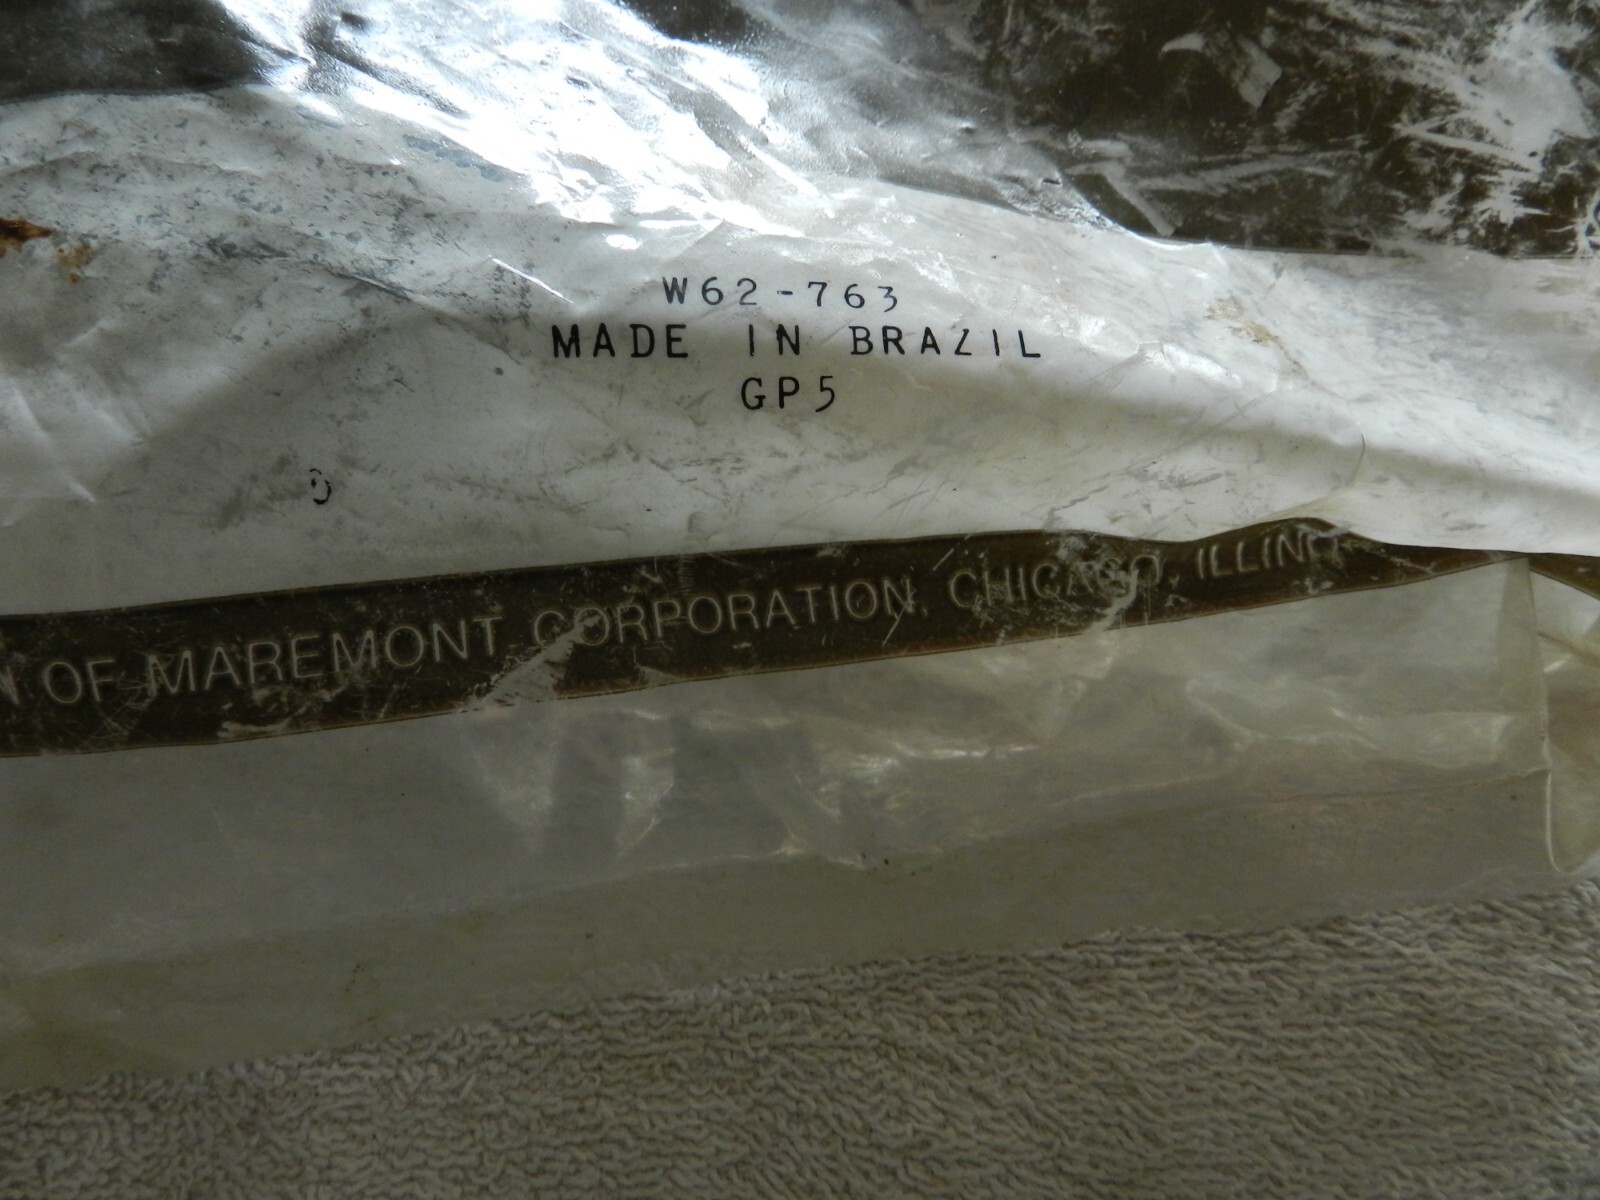 W62-763
MADE IN BRAZIL
GP5
OF MAREMONT CORPORATION, CHICAGO, ILLINO